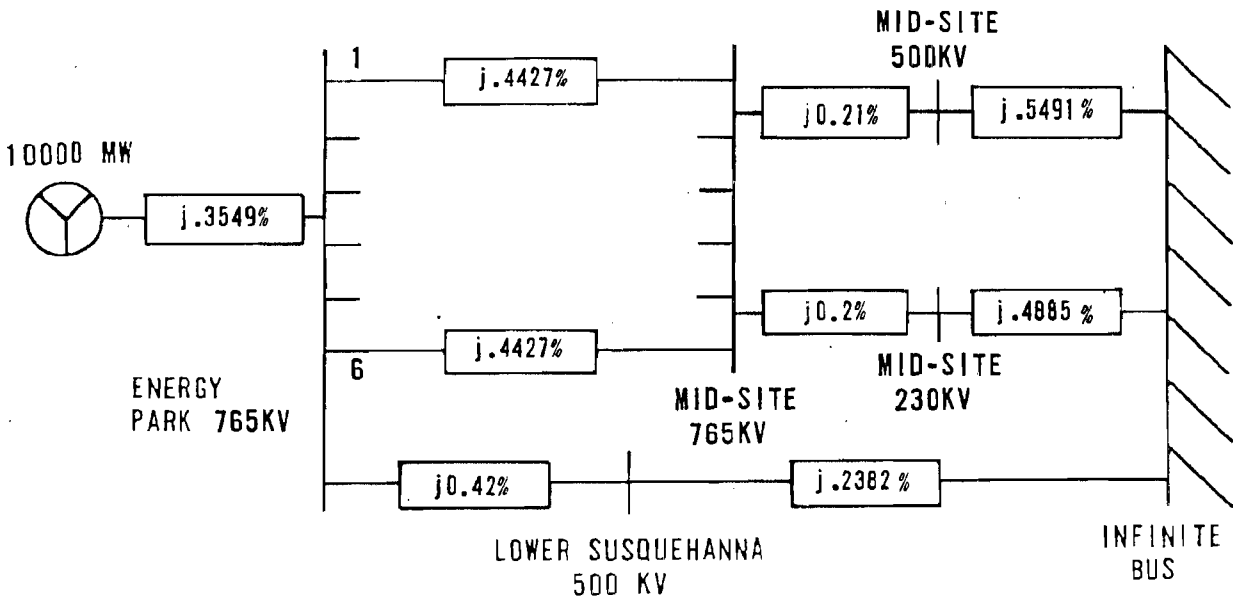 MID-SITE
500KV
1
j.4427%
j0.21%
j.5491%
10000 MW
j.3549%
j.4427%
j0.2%
j.4885%
6
ENERGY
PARK 765KV
MID-SITE
765KV
MID-SITE
230KV
j0.42%
j.2382%
LOWER SUSQUEHANNA
500 KV
INFINITE
BUS